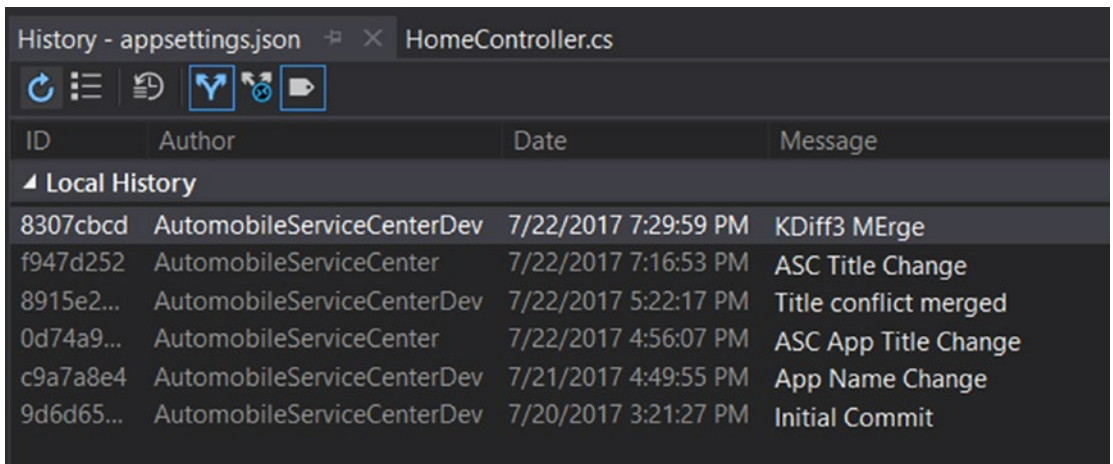 History - appsettings.json HomeController.cs
ID Author Date Message
Local History
8307cbcd AutomobileServiceCenterDev 7/22/2017 7:29:59 PM KDiff3 MErge
f947d252 AutomobileServiceCenter 7/22/2017 7:16:53 PM ASC Title Change
8915e2... AutomobileServiceCenterDev 7/22/2017 5:22:17 PM Title conflict merged
0d74a9... AutomobileServiceCenter 7/22/2017 4:56:07 PM ASC App Title Change
c9a7a8e4 AutomobileServiceCenterDev 7/21/2017 4:49:55 PM App Name Change
9d6d65... AutomobileServiceCenterDev 7/20/2017 3:21:27 PM Initial Commit